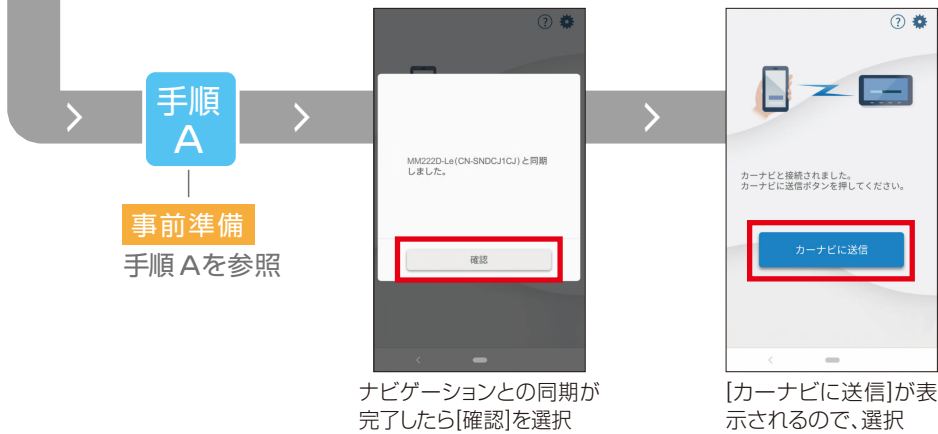 手順
A
事前準備
手順Aを参照
MM222D-Le(CN-SNDCJ1CJ)と同期
しました。
確認
ナビゲーションとの同期が
完了したら[確認]を選択
カーナビと接続されました。
カーナビに送信ボタンを押してください。
カーナビに送信
[カーナビに送信]が表
示されるので、選択